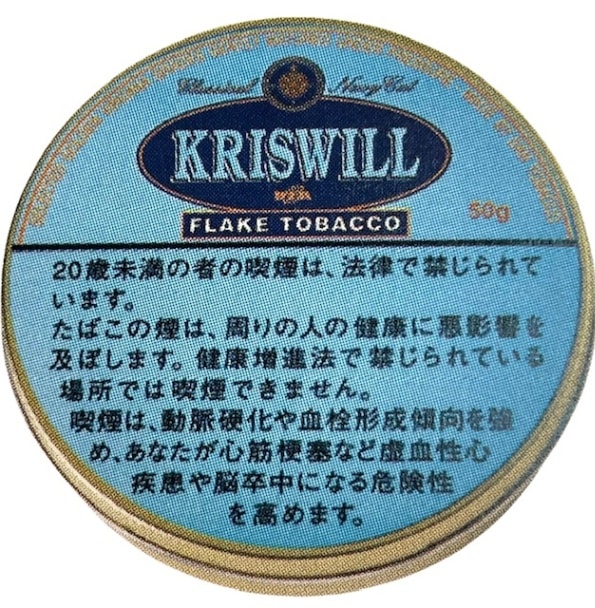 Classical Navy Cut
KRISWILL
FLAKE TOBACCO
50g
20歳未満の者の喫煙は、法律で禁じられて
います。
たばこの煙は、周りの人の健康に悪影響を
及ぼします。健康増進法で禁じられている
場所では喫煙できません。
喫煙は、動脈硬化や血栓形成傾向を強
め、あなたが心筋梗塞など虚血性心
疾患や脳卒中になる危険性
を高めます。